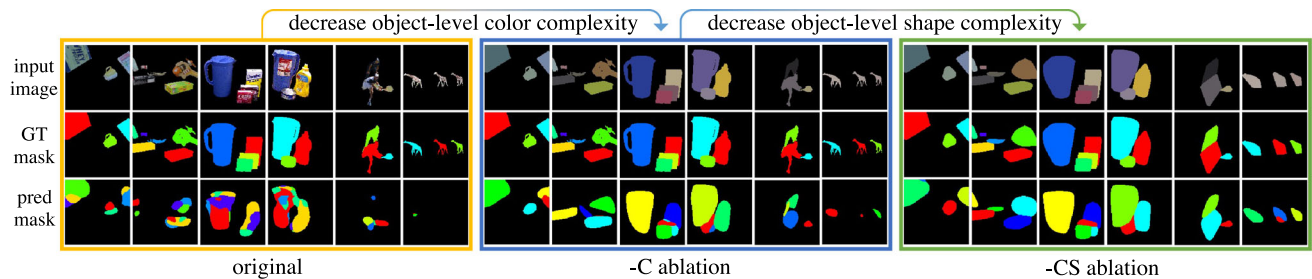 decrease object-level color complexity
decrease object-level shape complexity
input
image
GT
mask
pred
mask
original
-C ablation
-CS ablation